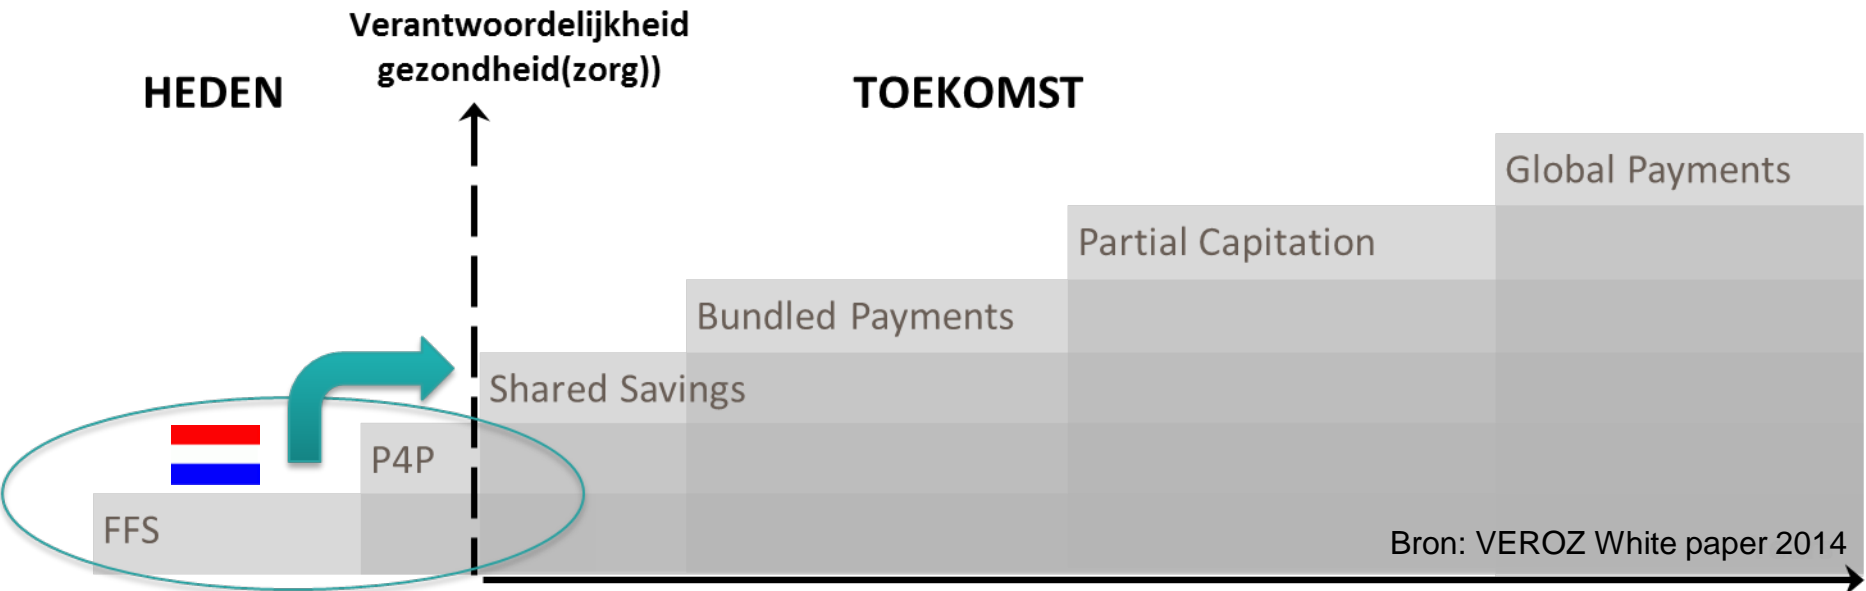 Verantwoordelijkheid
gezondheid(zorg))
HEDEN
TOEKOMST
Global Payments
Partial Capitation
Bundled Payments
Shared Savings
P4P
FFS
Bron: VEROZ White paper 2014